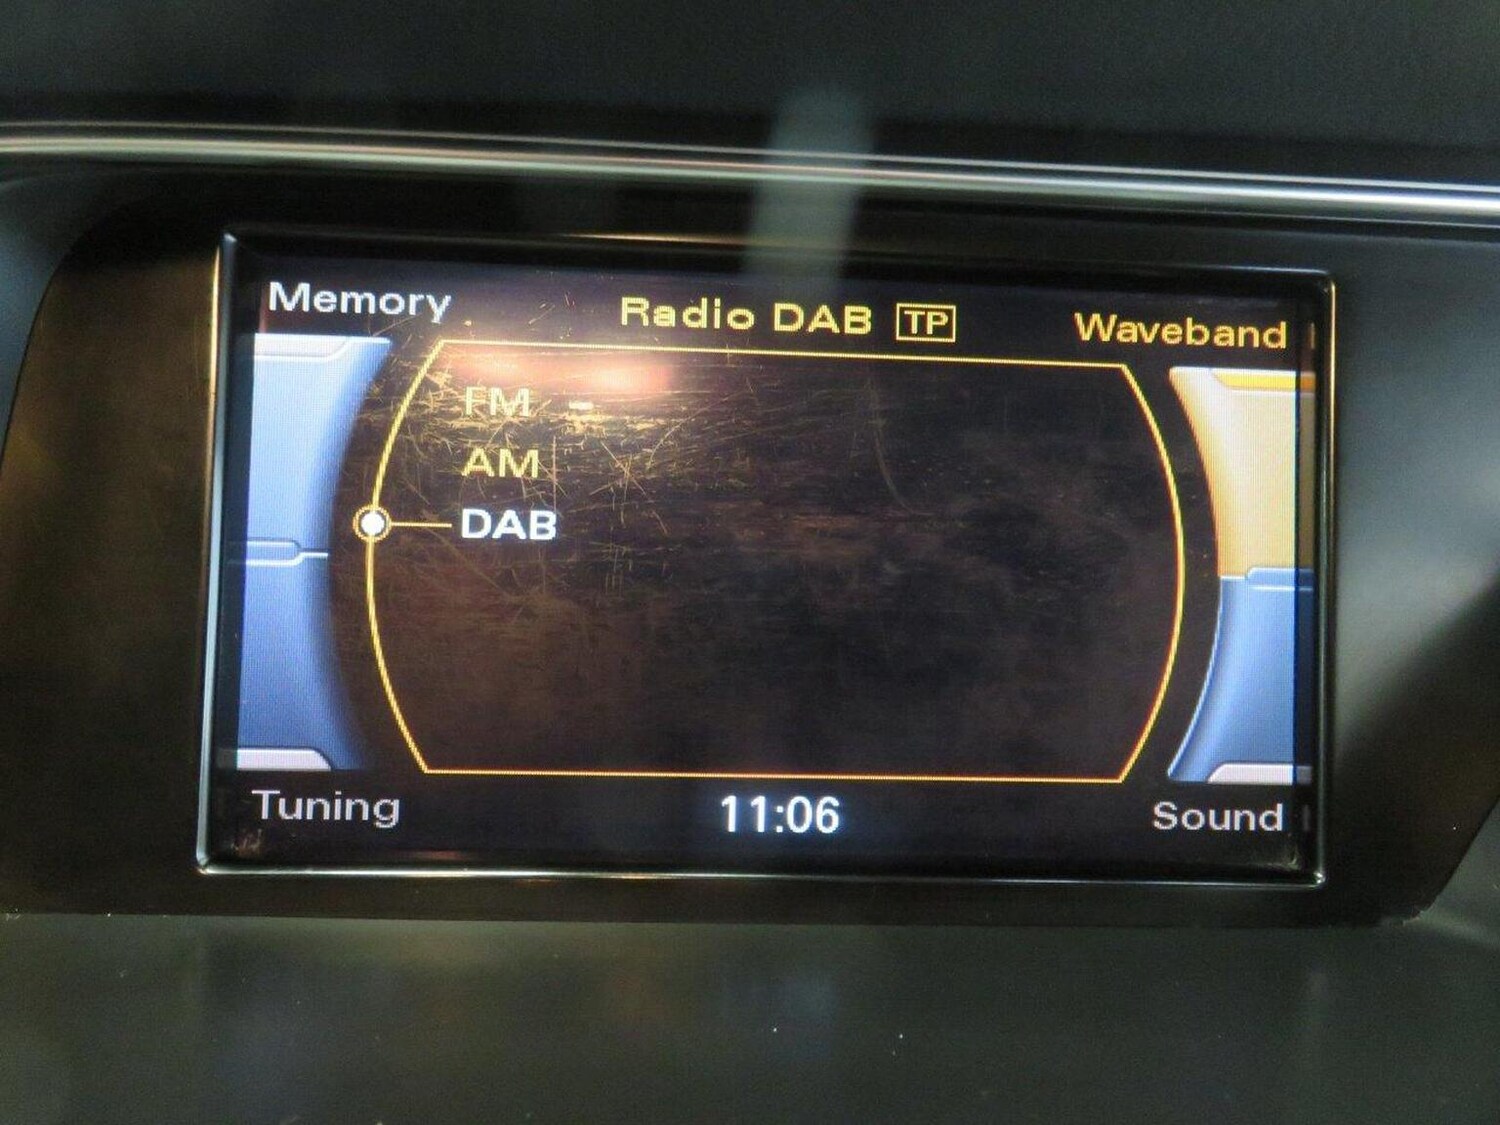 Memory
Radio DAB TP
Waveband
FM
AM
DAB
Tuning
11:06
Sound